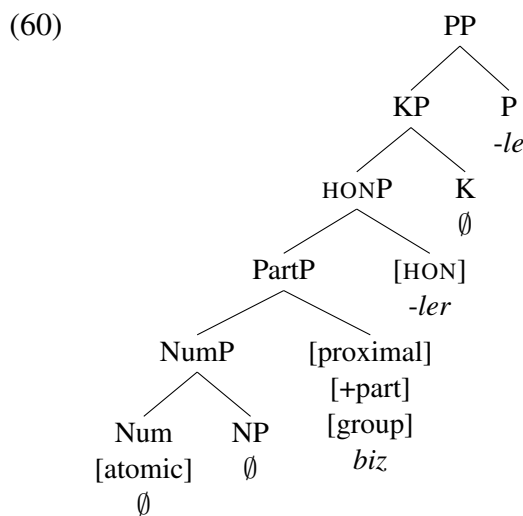 (60) PP
KP P
-le
HONP K
∅
PartP [HON]
-ler
NumP [proximal]
[+part]
Num NP [group]
[atomic] ∅ biz
∅